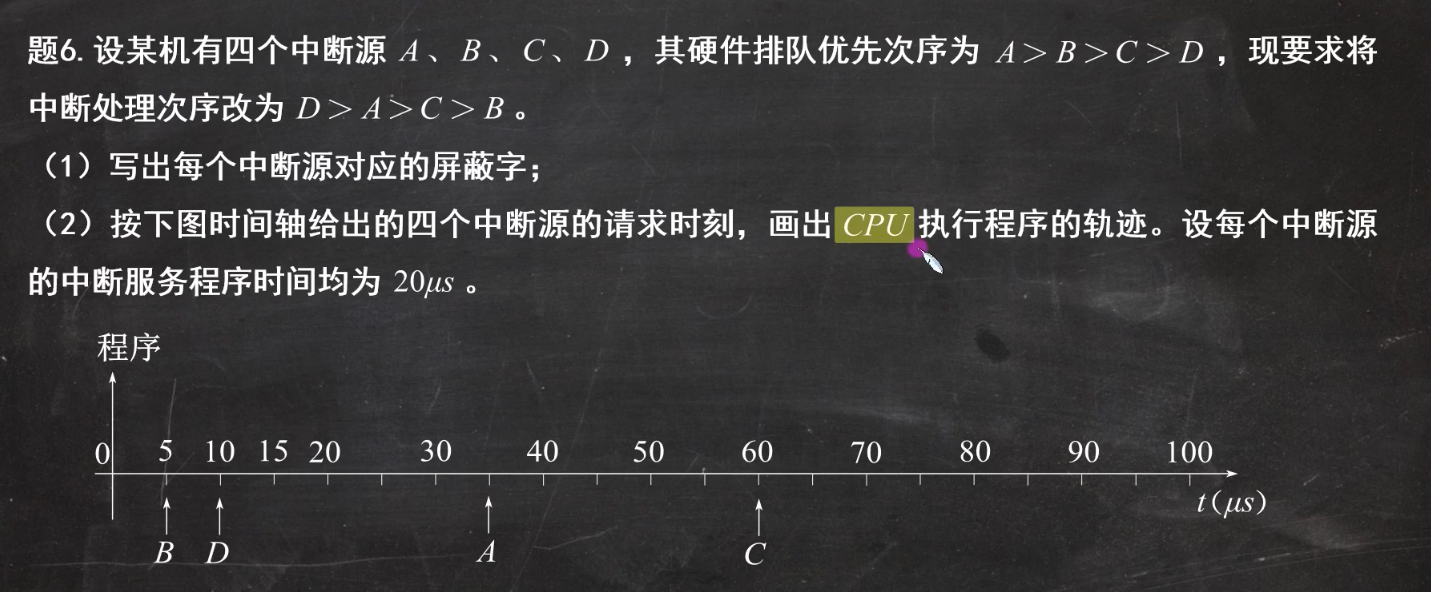 题6. 设某机有四个中断源 A、B、C、D，其硬件排队优先次序为 A＞B＞C＞D，现要求将
中断处理次序改为 D＞A＞C＞B。
（1）写出每个中断源对应的屏蔽字；
（2）按下图时间轴给出的四个中断源的请求时刻，画出 CPU 执行程序的轨迹。设每个中断源
的中断服务程序时间均为 20μs 。
程序
0 5 10 15 20 30 40 50 60 70 80 90 100
t(μs)
B D A C